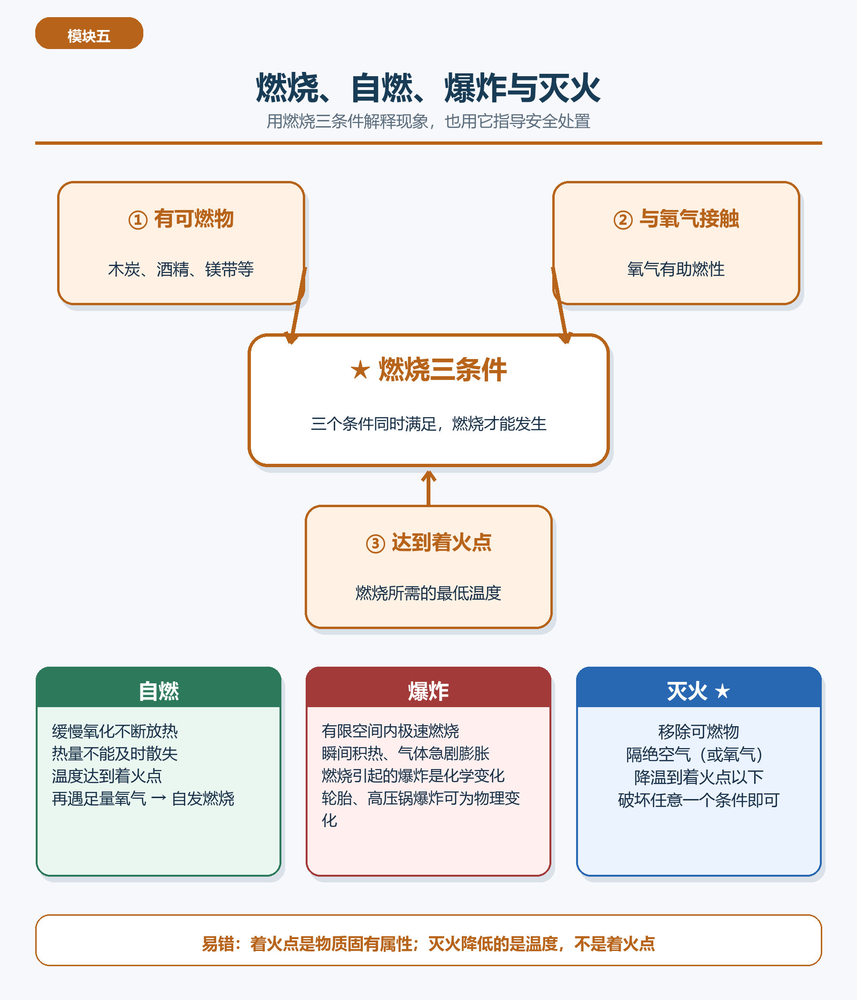 模块五
燃烧、自燃、爆炸与灭火
用燃烧三条件解释现象，也用它指导安全处置
① 有可燃物
木炭、酒精、镁带等
② 与氧气接触
氧气有助燃性
★ 燃烧三条件
三个条件同时满足，燃烧才能发生
③ 达到着火点
燃烧所需的最低温度
自燃
缓慢氧化不断放热
热量不能及时散失
温度达到着火点
再遇足量氧气 → 自发燃烧
爆炸
有限空间内极速燃烧
瞬间积热、气体急剧膨胀
燃烧引起的爆炸是化学变化
轮胎、高压锅爆炸可为物理变
化
灭火 ★
移除可燃物
隔绝空气（或氧气）
降温到着火点以下
破坏任意一个条件即可
易错：着火点是物质固有属性；灭火降低的是温度，不是着火点